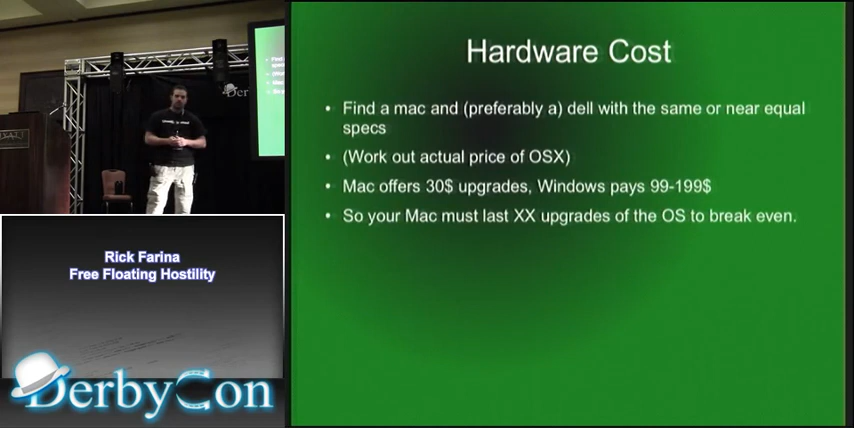 Hardware Cost
• Find a mac and (preferably a) dell with the same or near equal
specs
• (Work out actual price of OSX)
• Mac offers 30$ upgrades, Windows pays 99-199$
• So your Mac must last XX upgrades of the OS to break even.
Rick Farina
Free Floating Hostility
DerbyCon